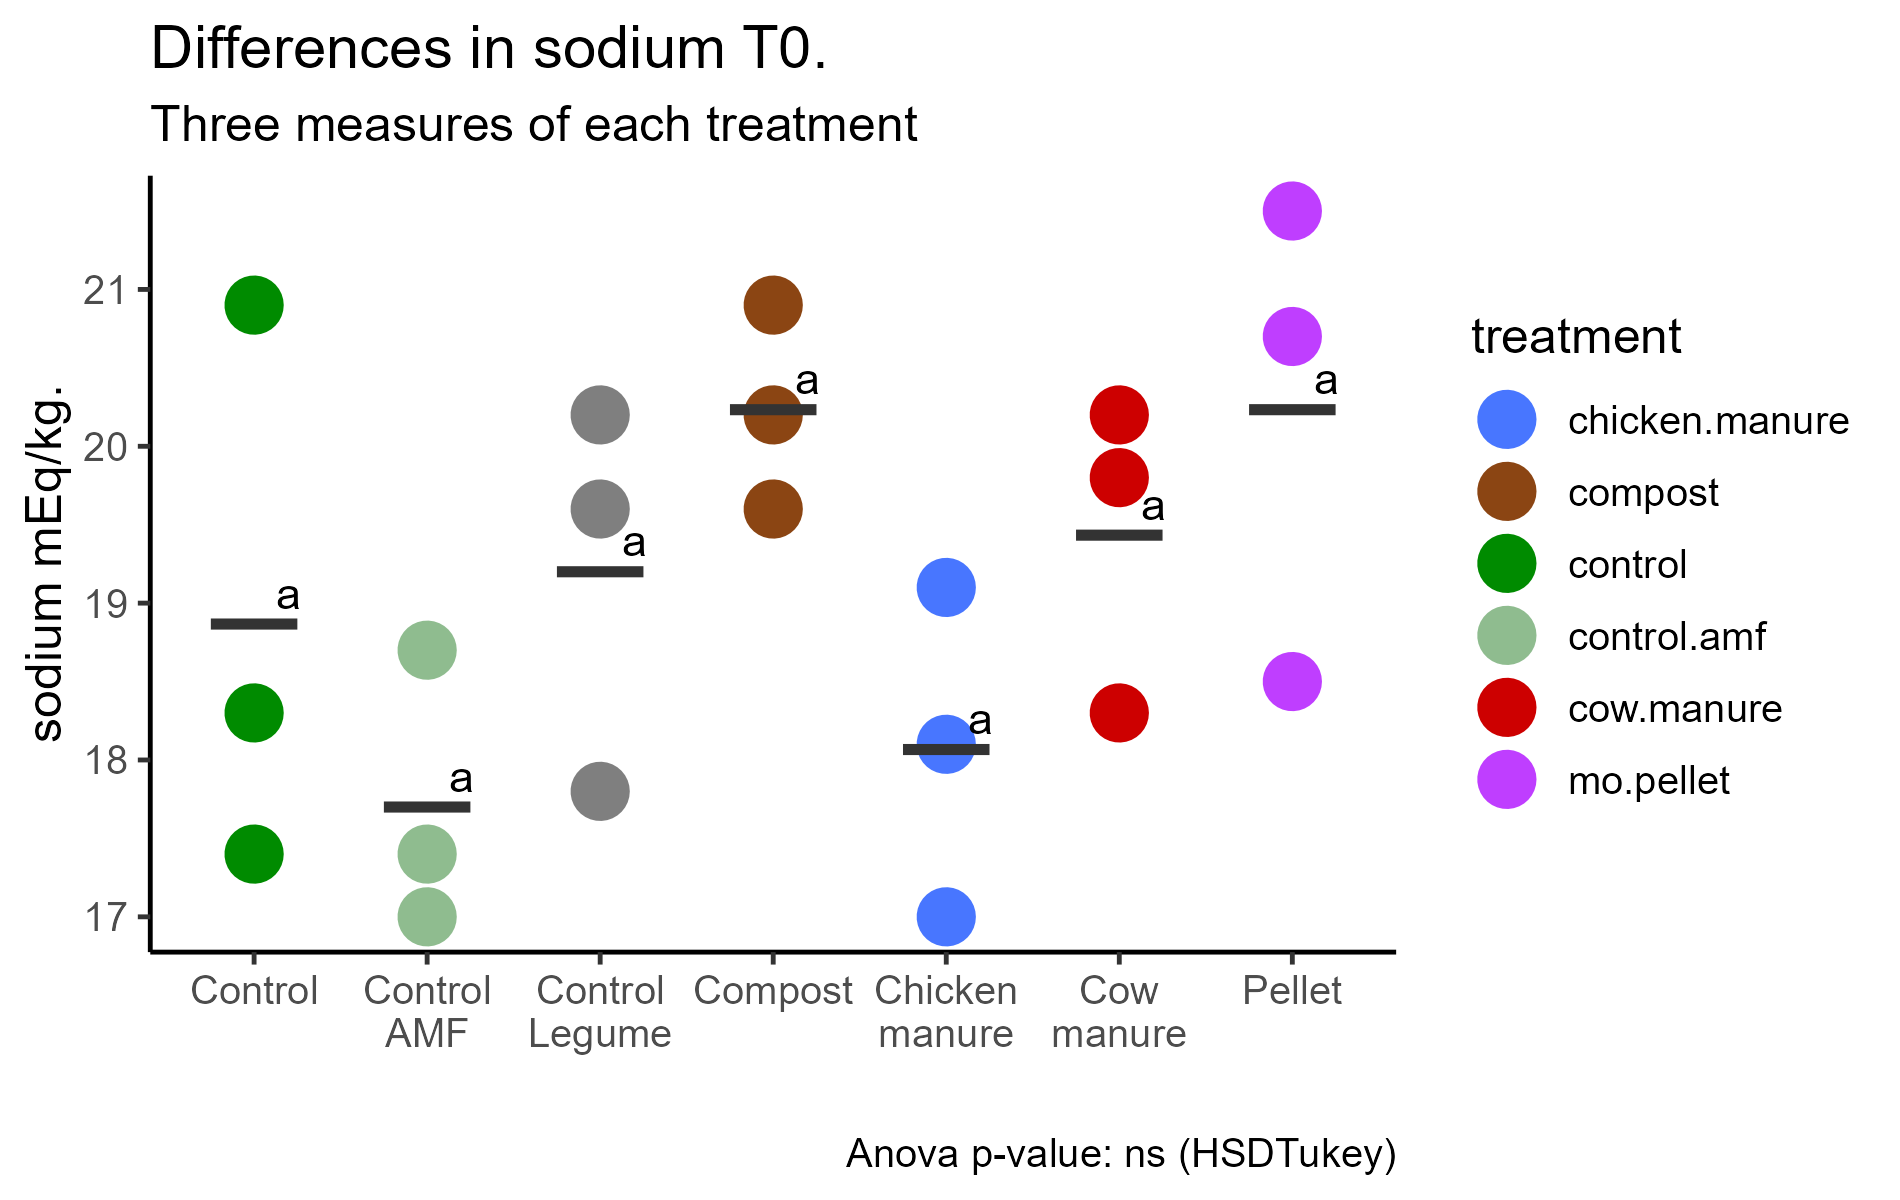 Differences in sodium T0.
Three measures of each treatment
sodium mEq/kg.
21
20
19
18
17
a
a
a
a
a
a
a
Control
Control
AMF
Control
Legume
Compost
Chicken
manure
Cow
manure
Pellet
treatment
chicken.manure
compost
control
control.amf
cow.manure
mo.pellet
Anova p-value: ns (HSDTukey)